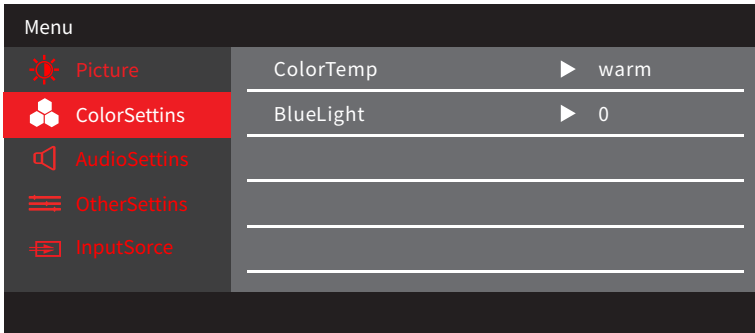 Menu
Picture
ColorSettins
AudioSettins
OtherSettins
InputSorce
ColorTemp ▶ warm
BlueLight ▶ 0